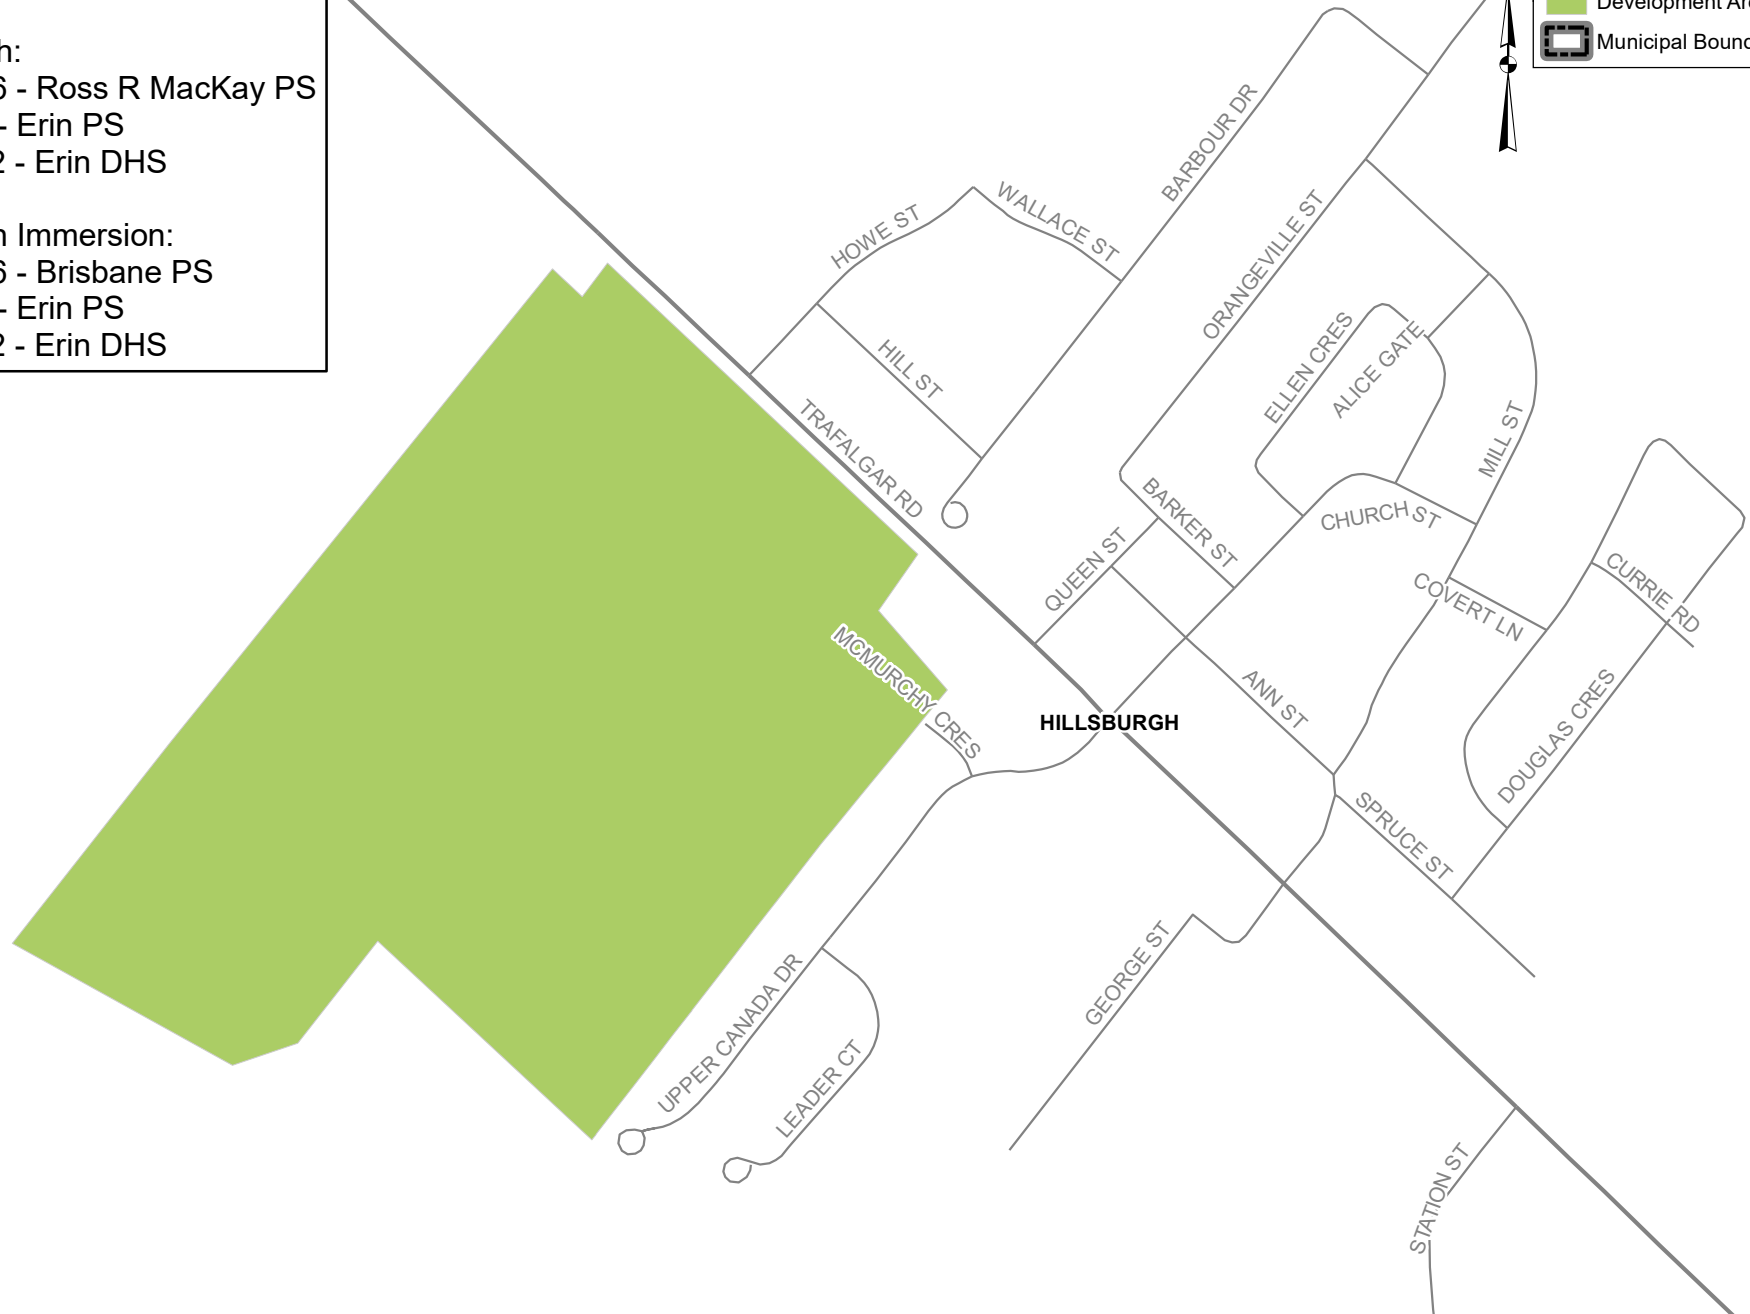 h:
6 - Ross R MacKay PS
- Erin PS
2 - Erin DHS
n Immersion:
6 - Brisbane PS
- Erin PS
2 - Erin DHS
Development Are
Municipal Bound
BARBOUR DR
WALLACE ST
HOWE ST
ORANGEVILLE ST
HILL ST
ELLEN CRES
ALICE GATE
TRAFALGAR RD
MILL ST
BARKER ST
CHURCH ST
QUEEN ST
CURRIE RD
COVERT LN
MCMURCHY CRES
ANN ST
HILLSBURGH
DOUGLAS CRES
SPRUCE ST
GEORGE ST
UPPER CANADA DR
LEADER CT
STATION ST